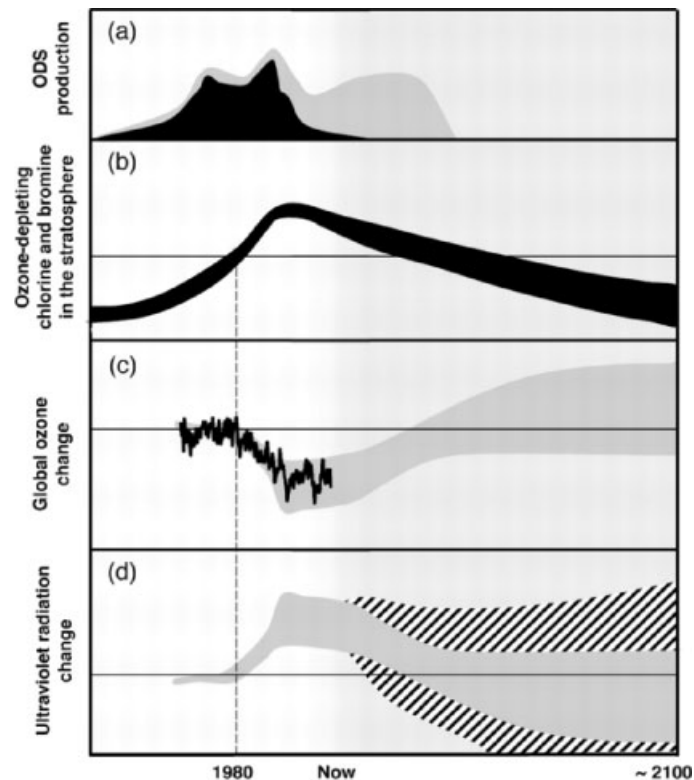 (a)
ODS
production
(b)
Ozone-depleting
chlorine and bromine
in the stratosphere
(c)
Global ozone
change
(d)
Ultraviolet radiation
change
1980 Now ~ 2100